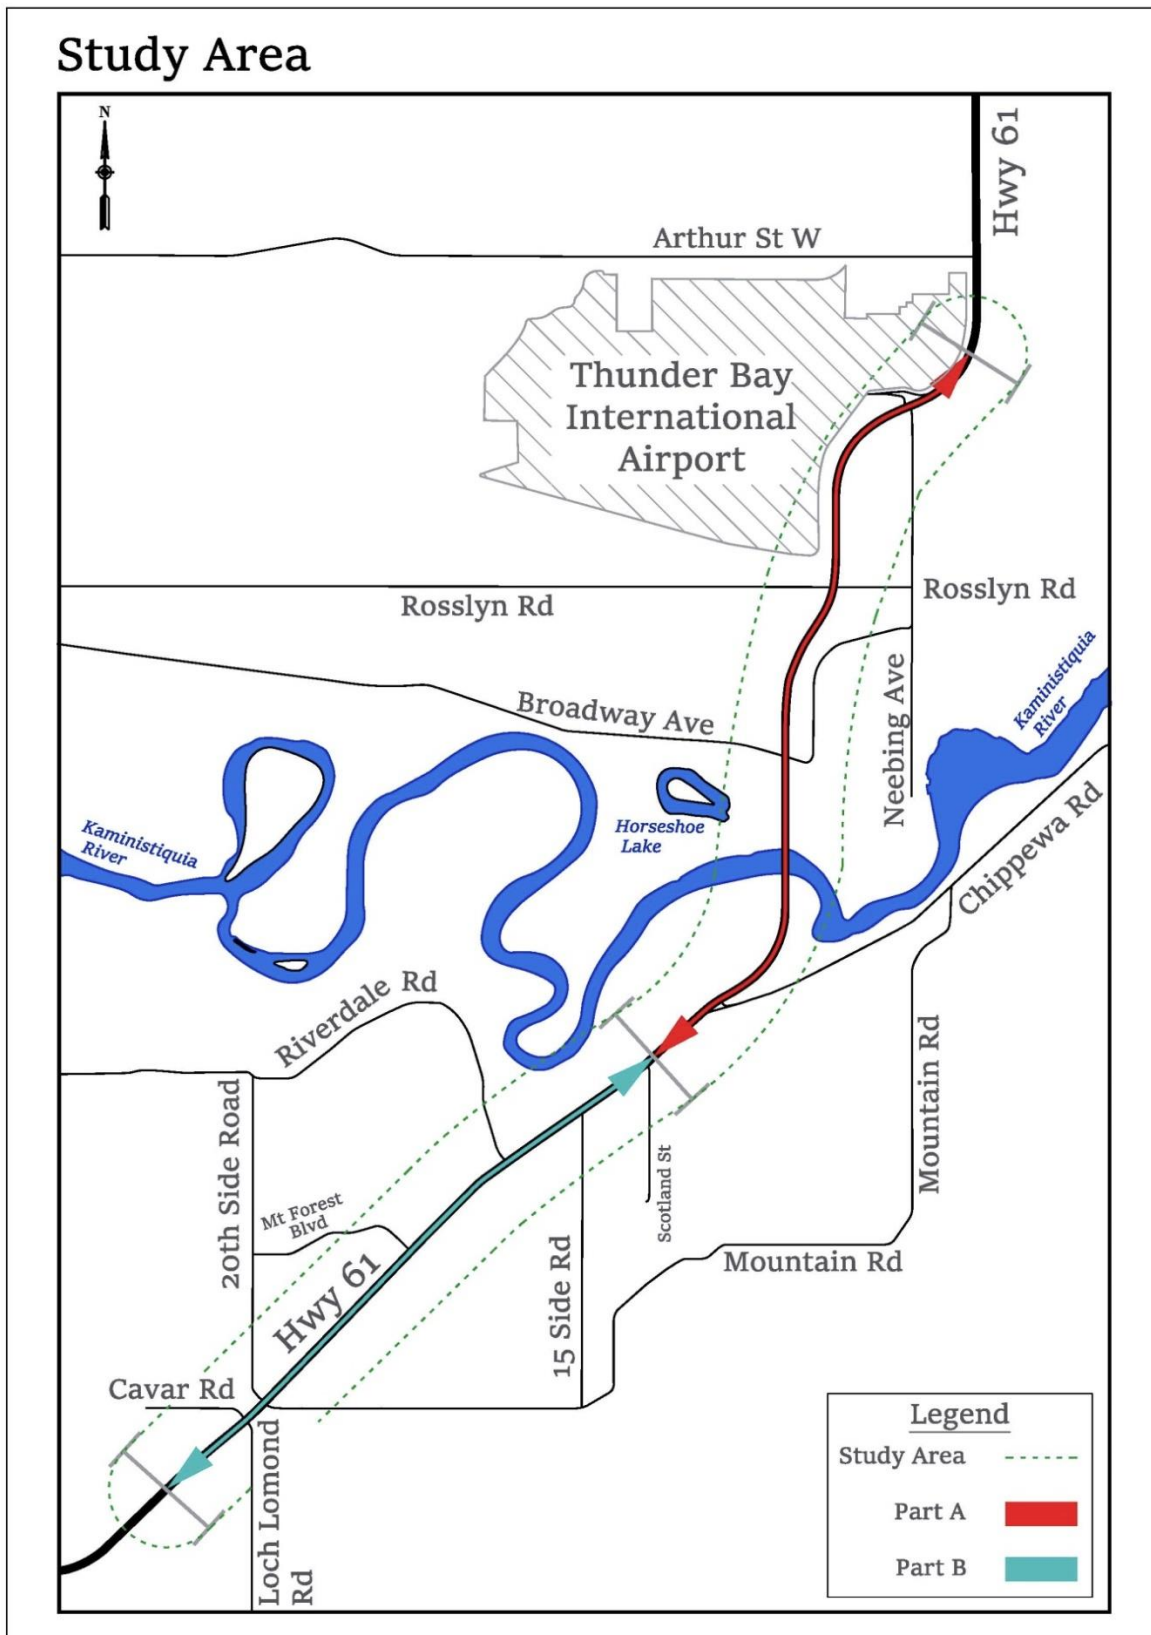 Study Area
N
Hwy 61
Arthur St W
Thunder Bay
International
Airport
Rosslyn Rd
Rosslyn Rd
Broadway Ave
Neebing Ave
Kaministiquia
River
Horseshoe
Lake
Kaministiquia
River
Chippewa Rd
Riverdale Rd
20th Side Road
Mt Forest
Blvd
Hwy 61
15 Side Rd
Scotland St
Mountain Rd
Mountain Rd
Cavar Rd
Loch Lomond
Rd
Legend
Study Area
Part A
Part B